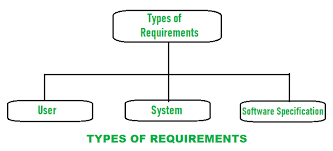 Types of
Requirements
User
System
Software Specification
TYPES OF REQUIREMENTS